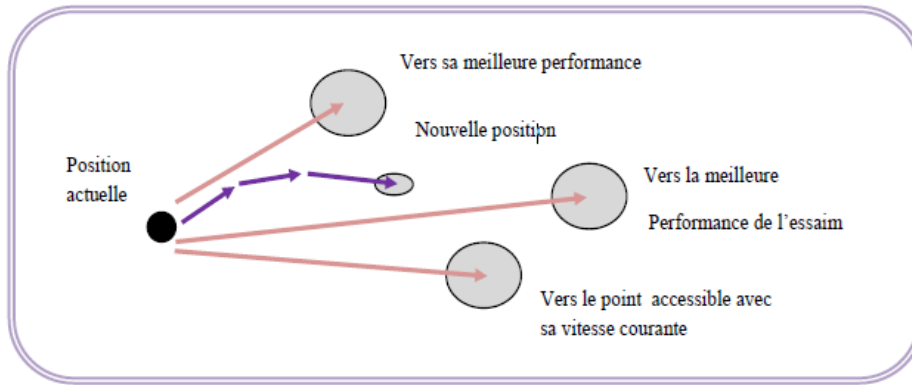 Vers sa meilleure performance
Nouvelle position
Position
actuelle
Vers la meilleure
Performance de l'essaim
Vers le point accessible avec
sa vitesse courante